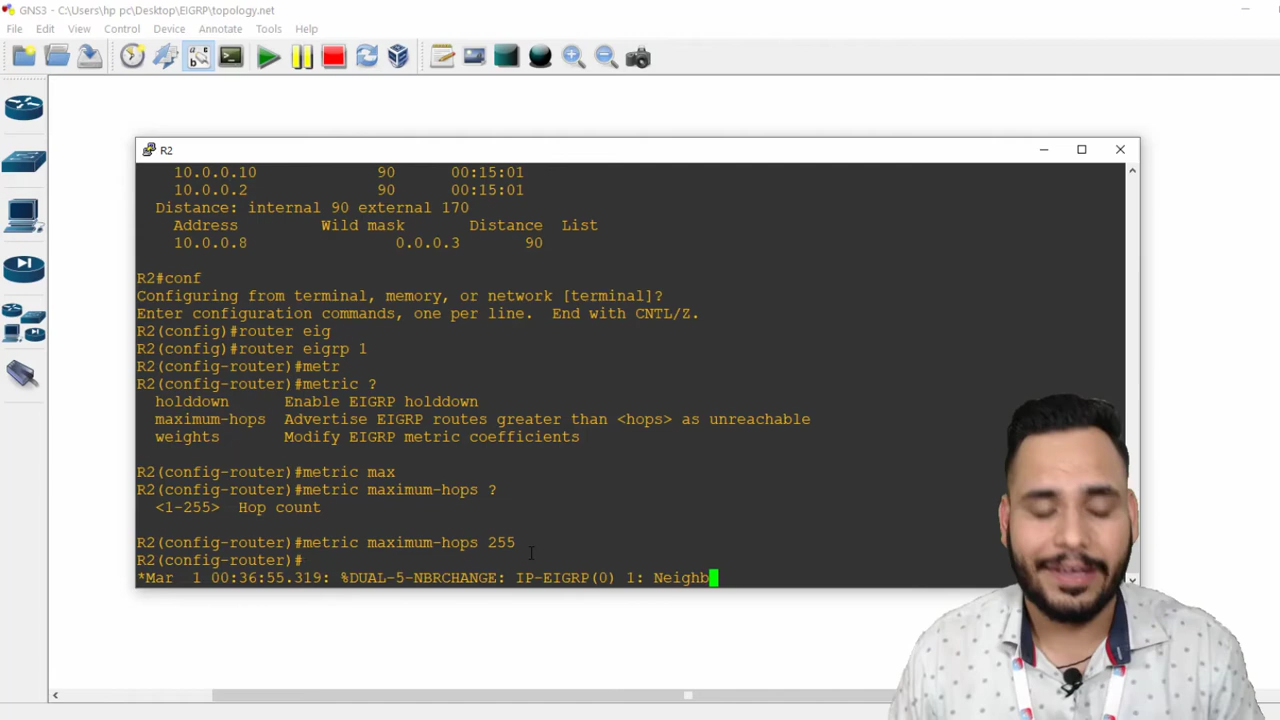 GNS3 - C:\Users\hp pc\Desktop\EIGRP\topology.net
File Edit View Control Device Annotate Tools Help
R2
10.0.0.10 90 00:15:01
10.0.0.2 90 00:15:01
Distance: internal 90 external 170
Address Wild mask Distance List
10.0.0.8 0.0.0.3 90
R2#conf
Configuring from terminal, memory, or network [terminal]?
Enter configuration commands, one per line. End with CNTL/Z.
R2(config)#router eig
R2(config)#router eigrp 1
R2(config-router)#metr
R2(config-router)#metric ?
holddown Enable EIGRP holddown
maximum-hops Advertise EIGRP routes greater than <hops> as unreachable
weights Modify EIGRP metric coefficients
R2(config-router)#metric max
R2(config-router)#metric maximum-hops ?
<1-255> Hop count
R2(config-router)#metric maximum-hops 255
R2(config-router)#
*Mar 1 00:36:55.319: %DUAL-5-NBRCHANGE: IP-EIGRP(0) 1: Neighb